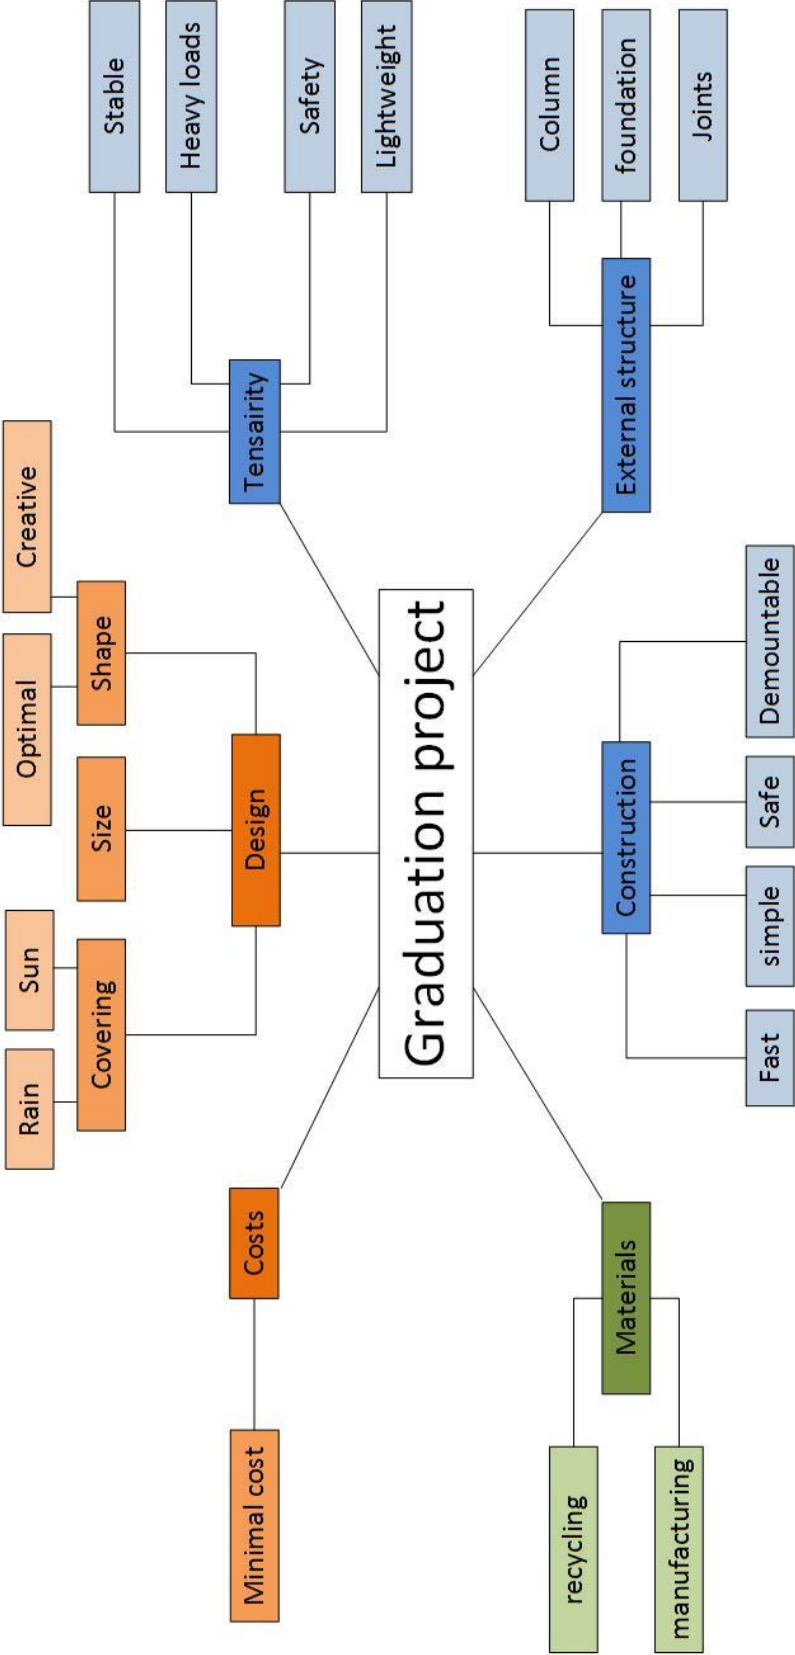 Rain
Sun
Optimal
Creative
Covering
Size
Shape
Stable
Heavy loads
Minimal cost
Costs
Design
Tensairity
Safety
Lightweight
Graduation project
Column
recycling
Materials
Construction
External structure
foundation
manufacturing
Joints
Fast
simple
Safe
Demountable